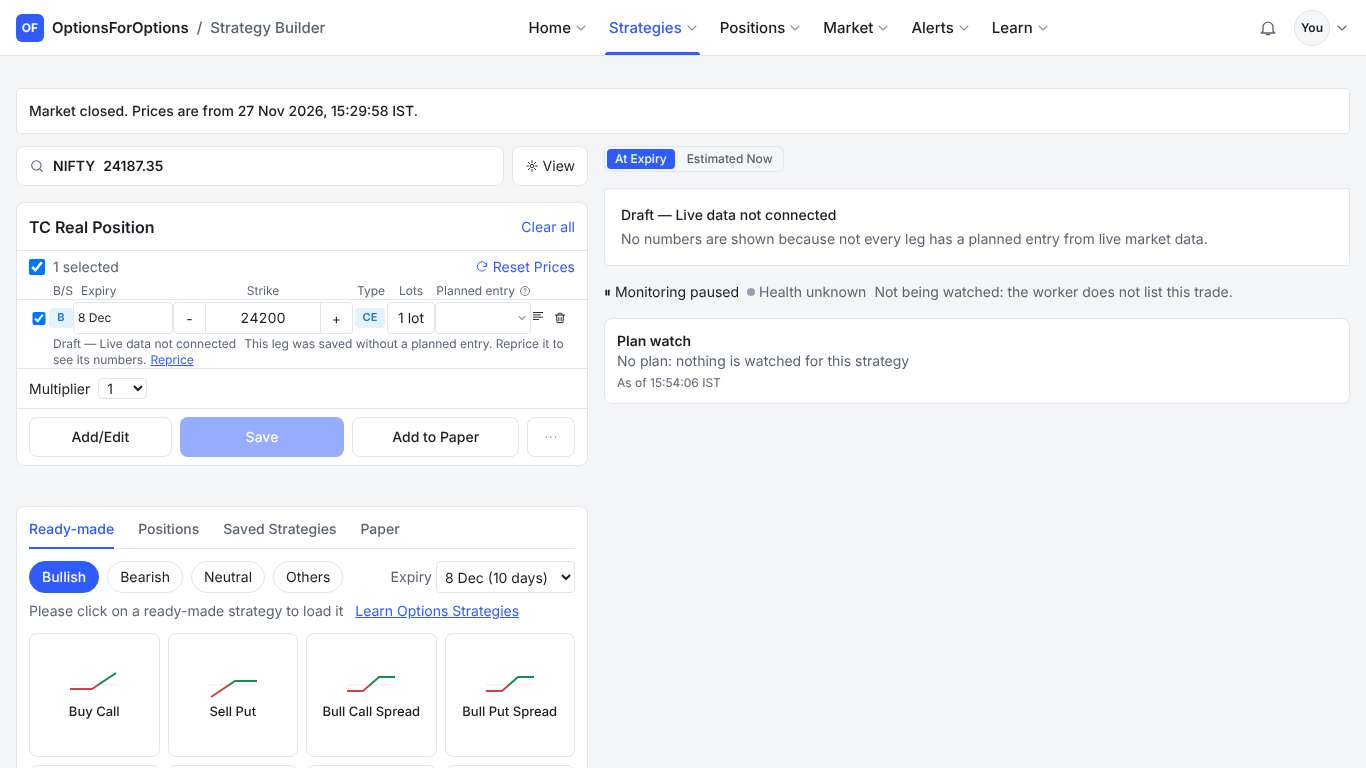 OF OptionsForOptions / Strategy Builder Home Strategies Positions Market Alerts Learn You
Market closed. Prices are from 27 Nov 2026, 15:29:58 IST.
NIFTY 24187.35 View
TC Real Position Clear all
1 selected Reset Prices
B/S Expiry Strike Type Lots Planned entry
B 8 Dec - 24200 + CE 1 lot
Draft — Live data not connected This leg was saved without a planned entry. Reprice it to
see its numbers. Reprice
Multiplier 1
Add/Edit Save Add to Paper ...
Ready-made Positions Saved Strategies Paper
Bullish Bearish Neutral Others Expiry 8 Dec (10 days)
Please click on a ready-made strategy to load it Learn Options Strategies
Buy Call Sell Put Bull Call Spread Bull Put Spread
At Expiry Estimated Now
Draft — Live data not connected
No numbers are shown because not every leg has a planned entry from live market data.
Monitoring paused Health unknown Not being watched: the worker does not list this trade.
Plan watch
No plan: nothing is watched for this strategy
As of 15:54:06 IST